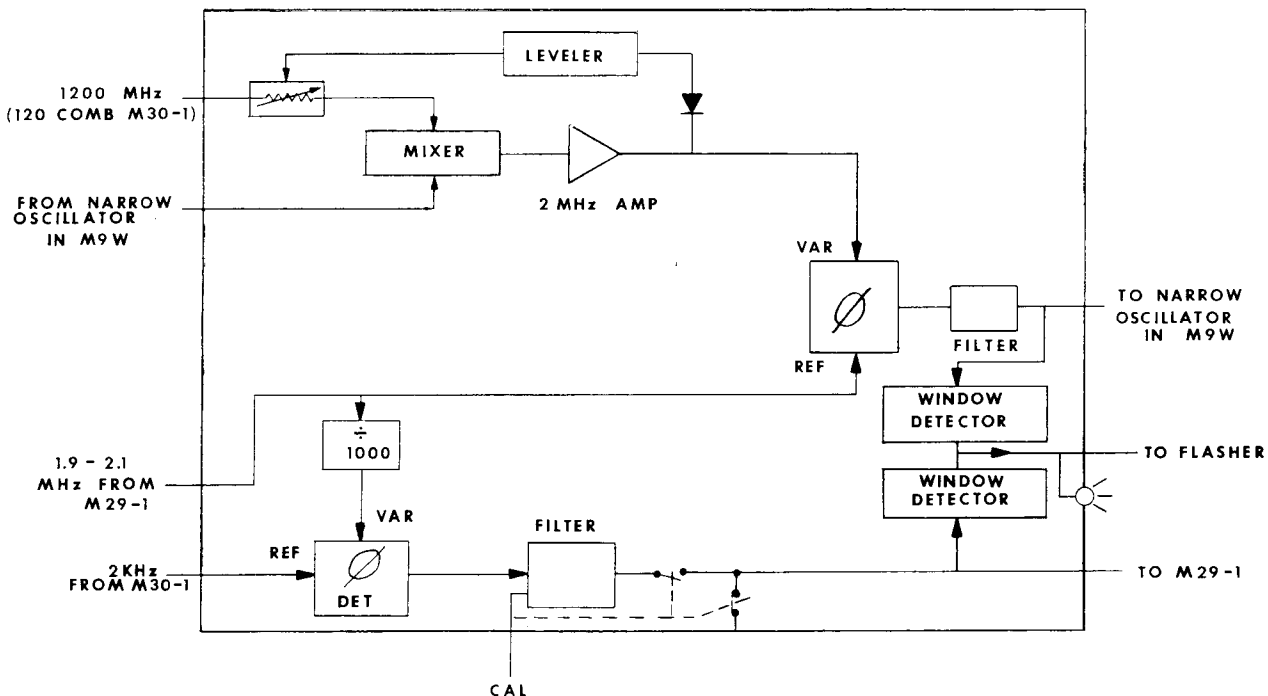 LEVELER
1200 MHz
(120 COMB M30-1)
MIXER
2 MHz AMP
FROM NARROW
OSCILLATOR
IN M9W
VAR
Ø
REF
FILTER
TO NARROW
OSCILLATOR
IN M9W
WINDOW
DETECTOR
TO FLASHER
WINDOW
DETECTOR
÷
1000
1.9 - 2.1
MHz FROM
M29-1
VAR
FILTER
REF
2KHz
FROM M30-1
Ø
DET
TO M29-1
CAL